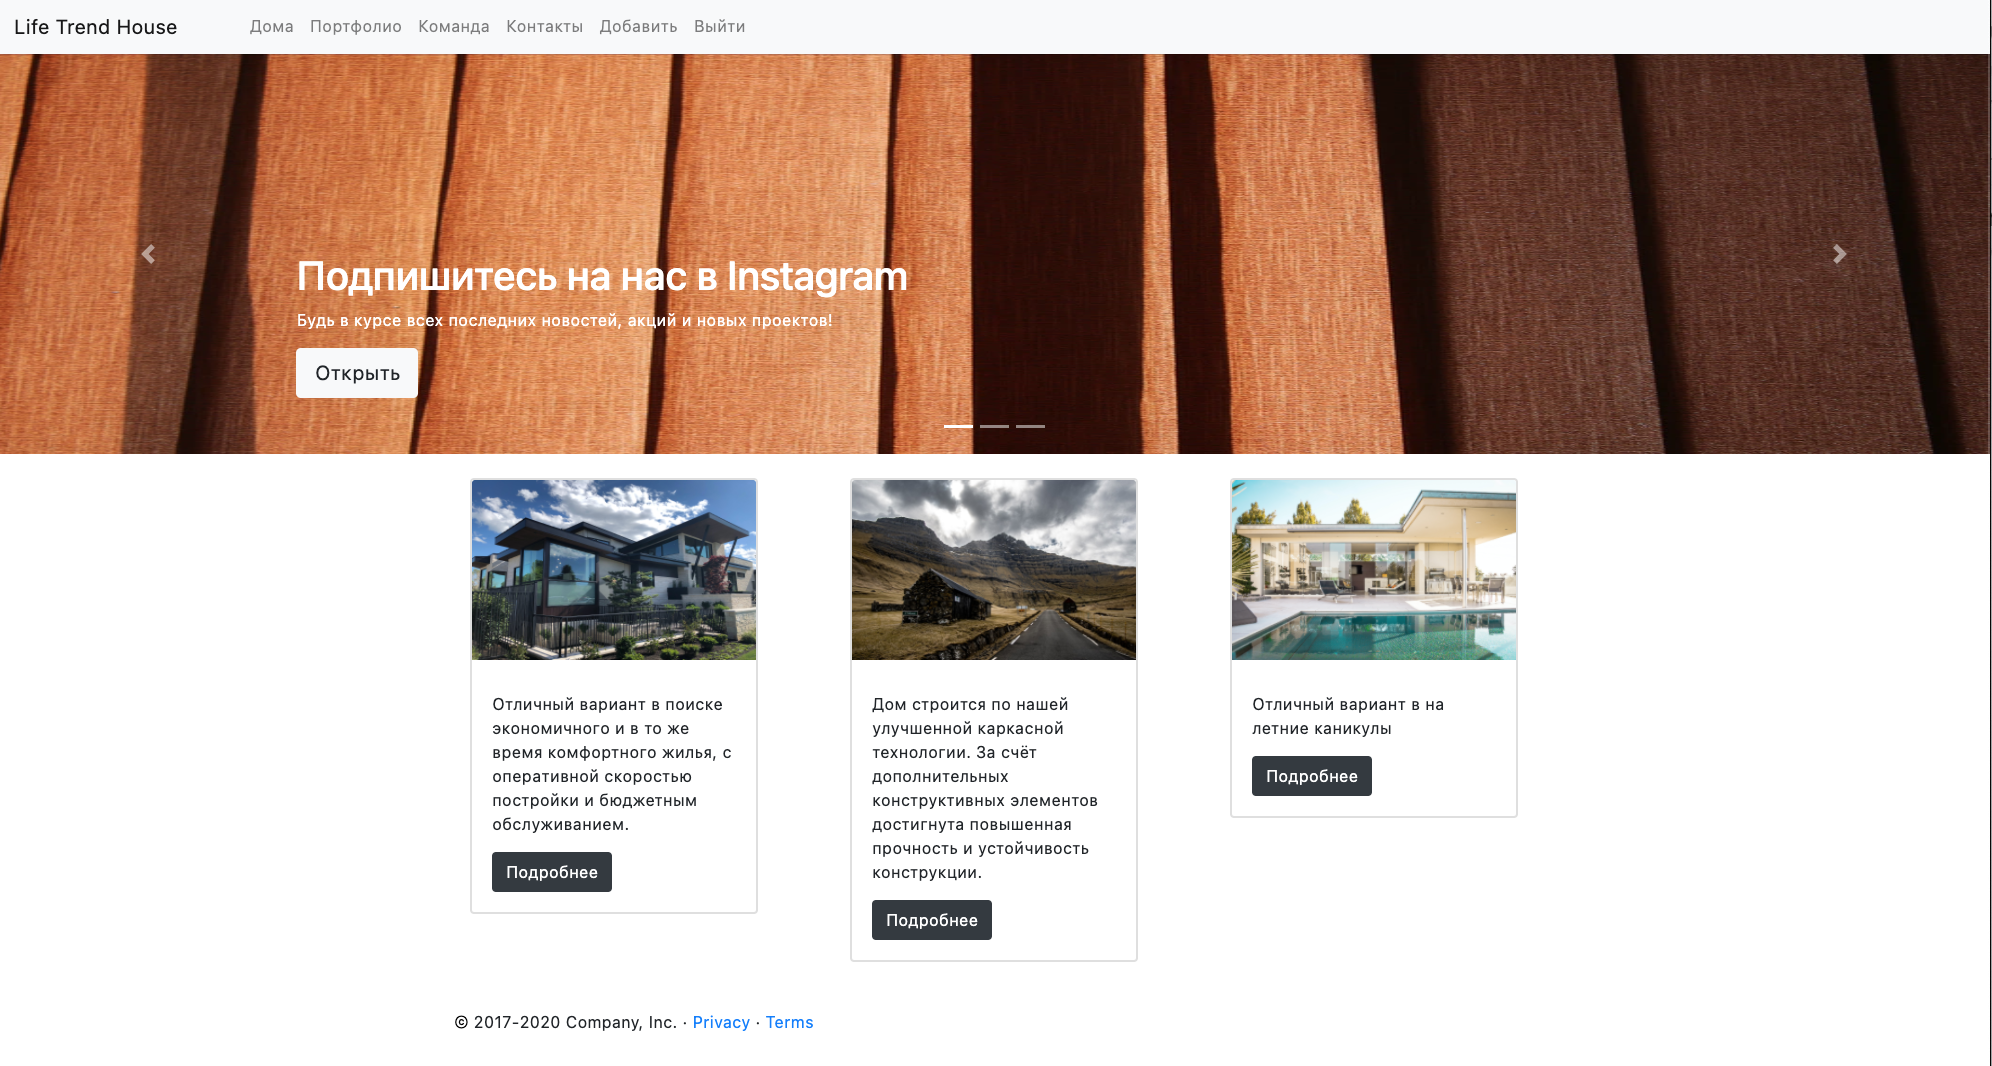 Life Trend House Дома Портфолио Команда Контакты Добавить Выйти
Подпишитесь на нас в Instagram
Будь в курсе всех последних новостей, акций и новых проектов!
Открыть
Отличный вариант в поиске
экономичного и в то же
время комфортного жилья, с
оперативной скоростью
постройки и бюджетным
обслуживанием.
Подробнее
Дом строится по нашей
улучшенной каркасной
технологии. За счёт
дополнительных
конструктивных элементов
достигнута повышенная
прочность и устойчивость
конструкции.
Подробнее
Отличный вариант в на
летние каникулы
Подробнее
© 2017-2020 Company, Inc. · Privacy · Terms